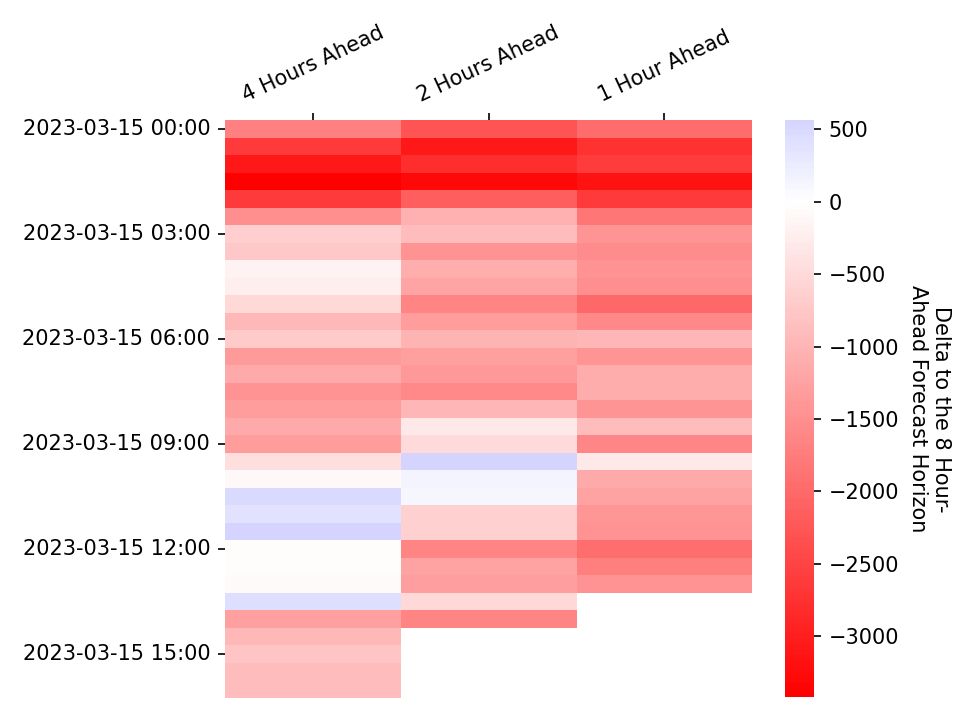 4 Hours Ahead
2 Hours Ahead
1 Hour Ahead
2023-03-15 00:00
2023-03-15 03:00
2023-03-15 06:00
2023-03-15 09:00
2023-03-15 12:00
2023-03-15 15:00
500
0
−500
−1000
−1500
−2000
−2500
−3000
Delta to the 8 Hour-
Ahead Forecast Horizon